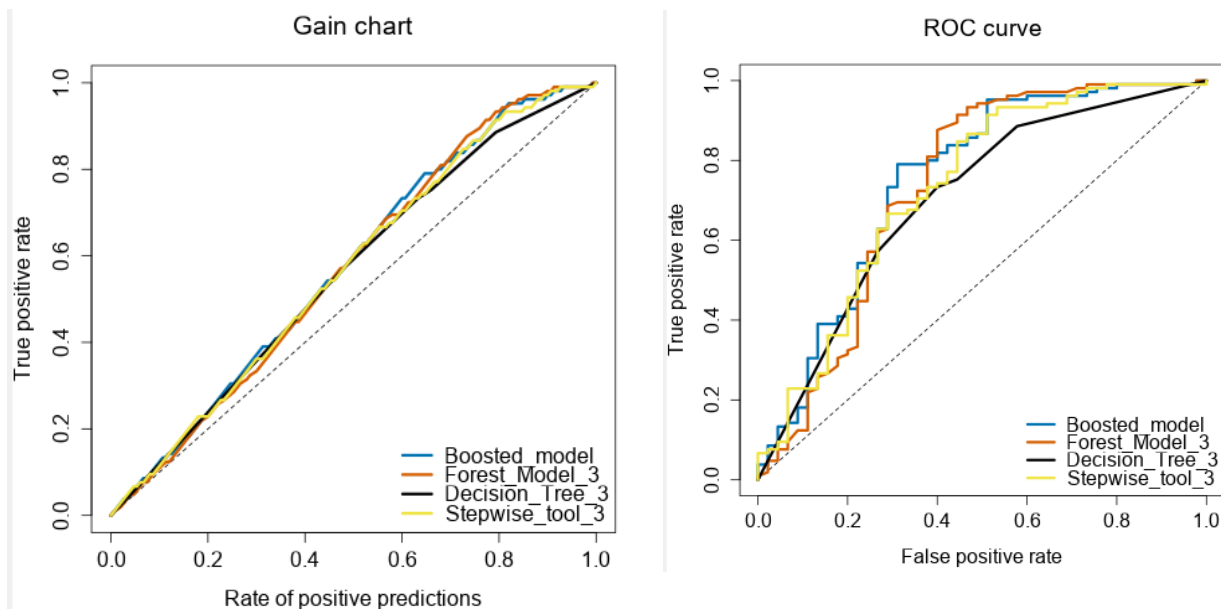 Gain chart
True positive rate
1.0
0.8
0.6
0.4
0.2
0.0
Boosted_model
Forest_Model_3
Decision_Tree_3
Stepwise_tool_3
0.0 0.2 0.4 0.6 0.8 1.0
Rate of positive predictions
ROC curve
True positive rate
1.0
0.8
0.6
0.4
0.2
0.0
Boosted_model
Forest_Model_3
Decision_Tree_3
Stepwise_tool_3
0.0 0.2 0.4 0.6 0.8 1.0
False positive rate